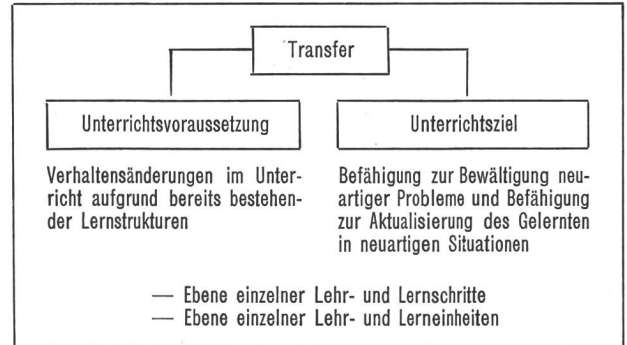 Transfer
Unterrichtsvoraussetzung
Verhaltensänderungen im Unter-
richt aufgrund bereits bestehen-
der Lernstrukturen
Unterrichtsziel
Befähigung zur Bewältigung neu-
artiger Probleme und Befähigung
zur Aktualisierung des Gelernten
in neuartigen Situationen
— Ebene einzelner Lehr- und Lernschritte
— Ebene einzelner Lehr- und Lerneinheiten